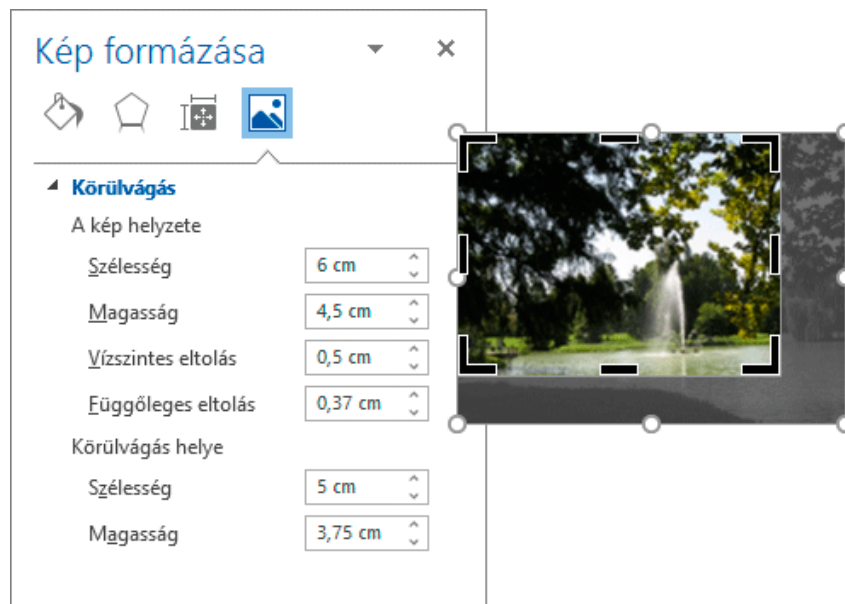 Kép formázása
Körülvágás
A kép helyzete
Szélesség 6 cm
Magasság 4,5 cm
Vízszintes eltolás 0,5 cm
Függőleges eltolás 0,37 cm
Körülvágás helye
Szélesség 5 cm
Magasság 3,75 cm